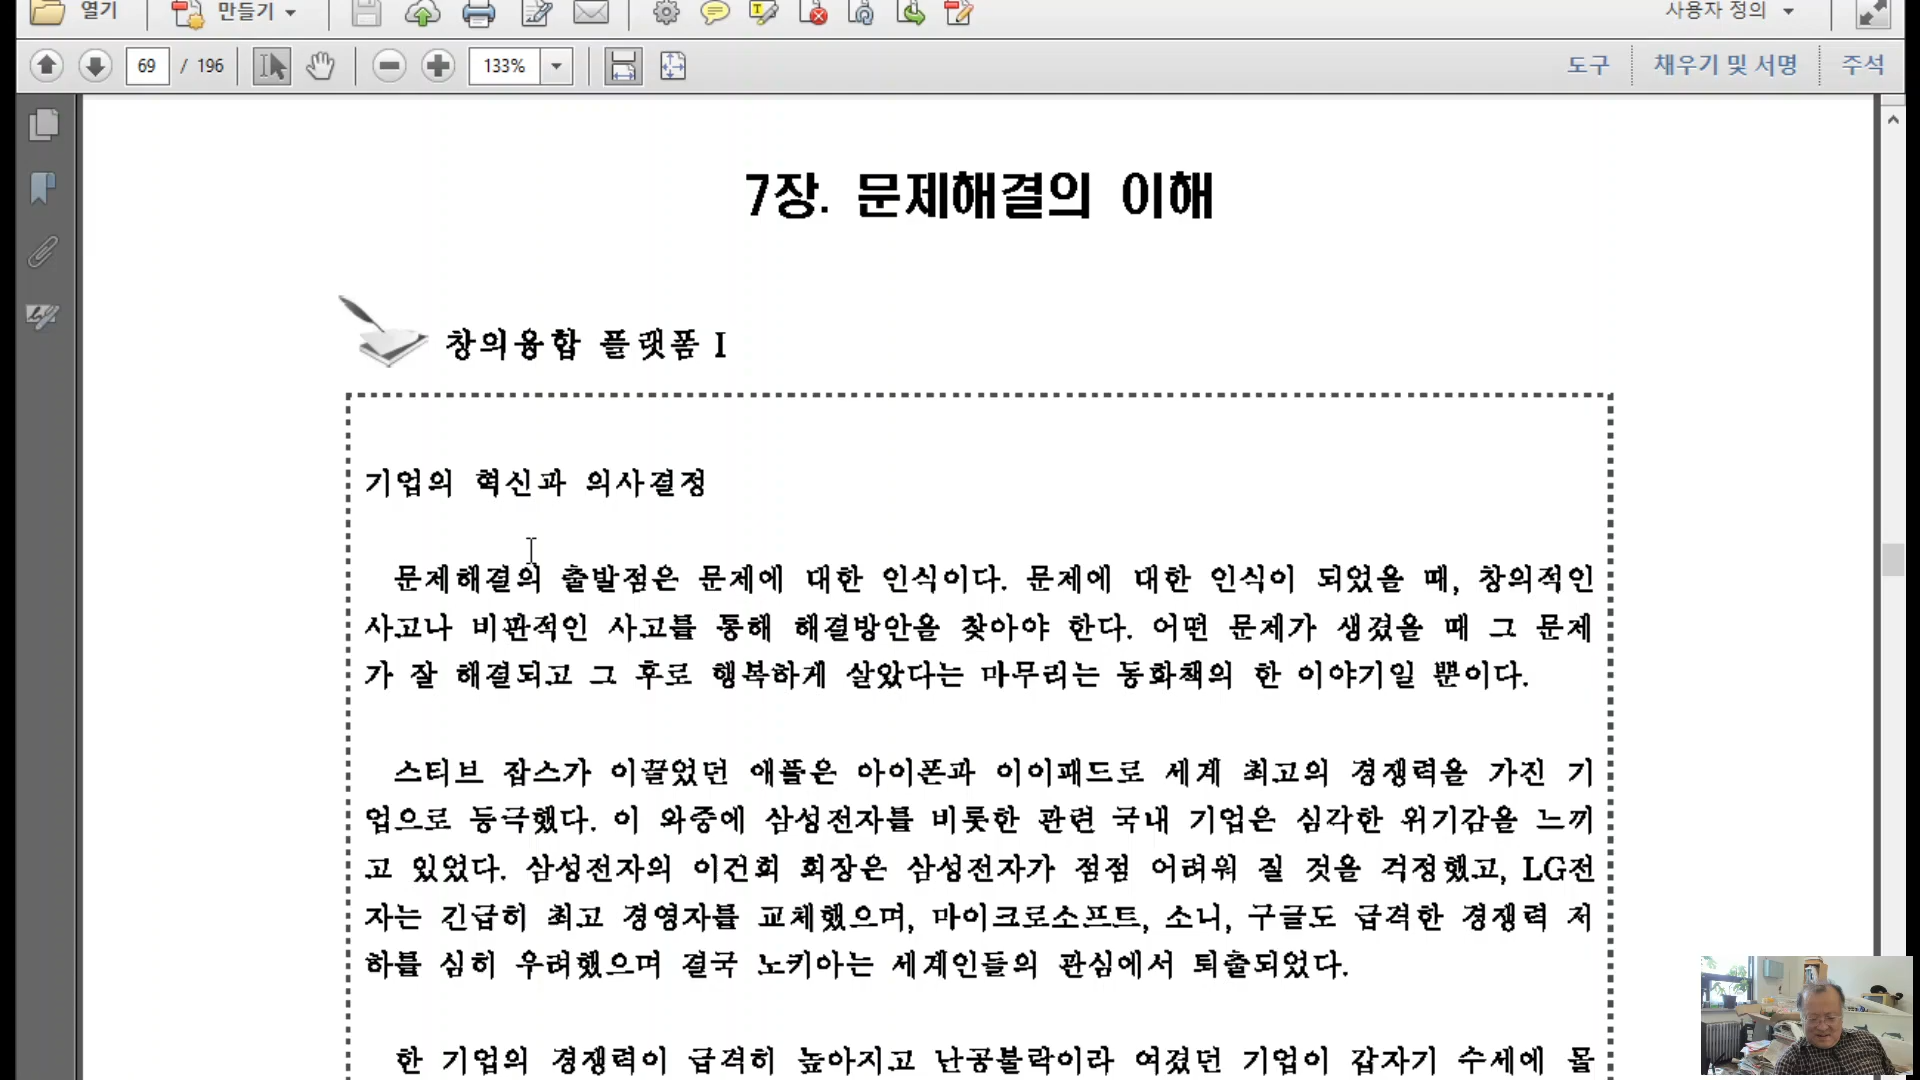 열기
만들기
사용자 정의
69 / 196
133%
도구
채우기 및 서명
주석
7장. 문제해결의 이해
창의융합 플랫폼 I
기업의 혁신과 의사결정
문제해결의 출발점은 문제에 대한 인식이다. 문제에 대한 인식이 되었을 때, 창의적인
사고나 비판적인 사고를 통해 해결방안을 찾아야 한다. 어떤 문제가 생겼을 때 그 문제
가 잘 해결되고 그 후로 행복하게 살았다는 마무리는 동화책의 한 이야기일 뿐이다.
스티브 잡스가 이끌었던 애플은 아이폰과 이이패드로 세계 최고의 경쟁력을 가진 기
업으로 등극했다. 이 와중에 삼성전자를 비롯한 관련 국내 기업은 심각한 위기감을 느끼
고 있었다. 삼성전자의 이건희 회장은 삼성전자가 점점 어려워 질 것을 걱정했고, LG전
자는 긴급히 최고 경영자를 교체했으며, 마이크로소프트, 소니, 구글도 급격한 경쟁력 저
하를 심히 우려했으며 결국 노키아는 세계인들의 관심에서 퇴출되었다.
한 기업의 경쟁력이 급격히 높아지고 난공불락이라 여겼던 기업이 갑자기 수세에 몰